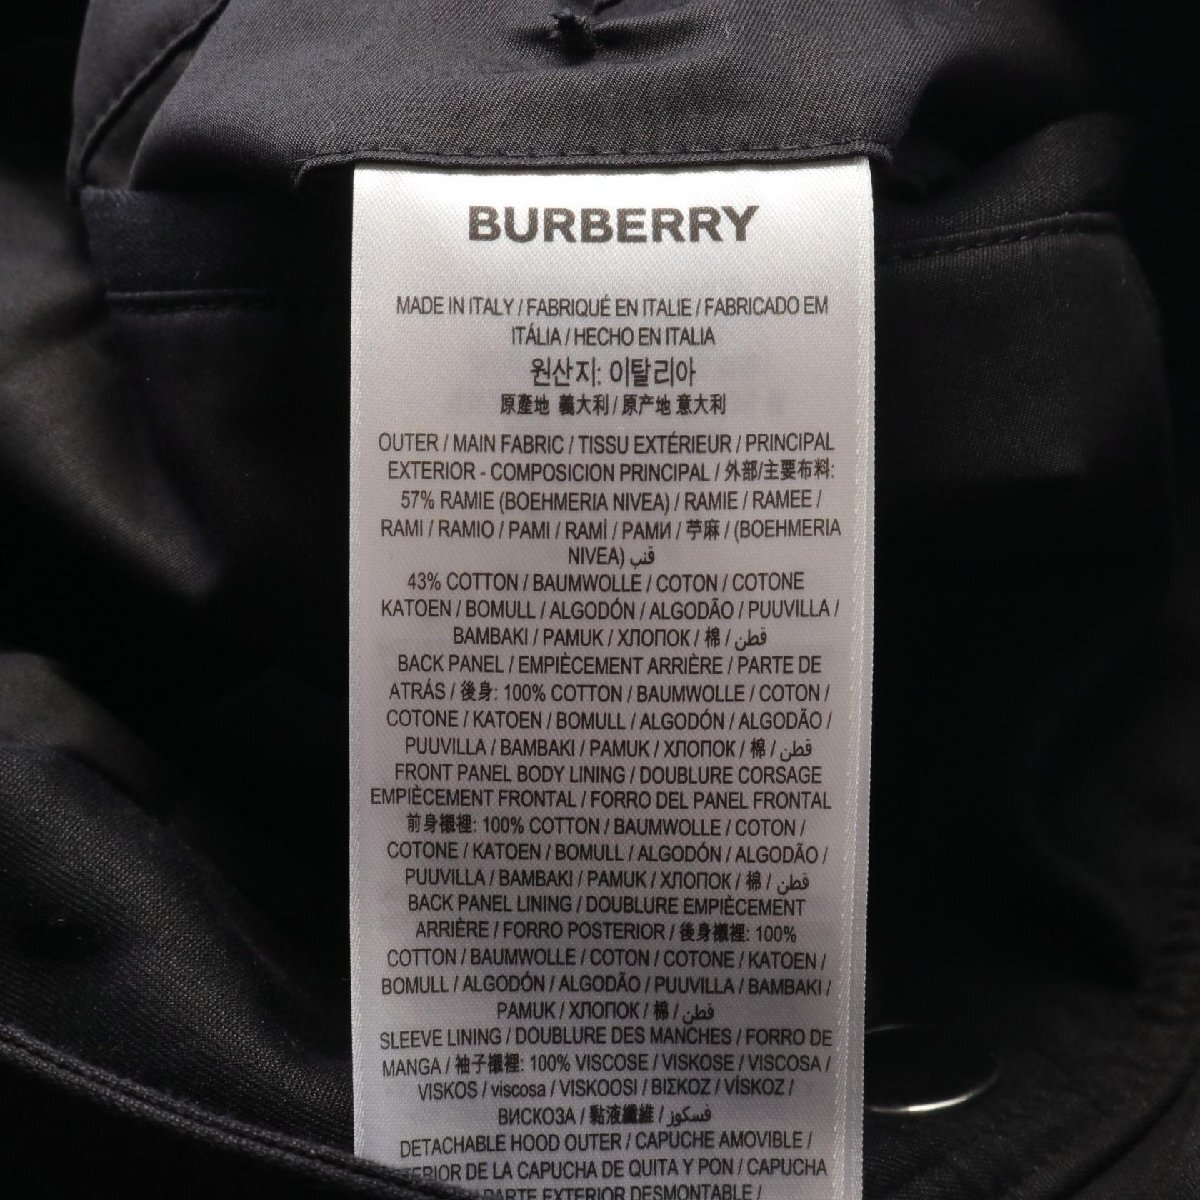 BURBERRY
MADE IN ITALY / FABRIQUÉ EN ITALIE / FABRICADO EM
ITÁLIA / HECHO EN ITALIA
원산지: 이탈리아
原產地 義大利 / 原产地 意大利
OUTER / MAIN FABRIC / TISSU EXTÉRIEUR / PRINCIPAL
EXTERIOR - COMPOSICION PRINCIPAL / 外部/主要布料:
57% RAMIE (BOEHMERIA NIVEA) / RAMIE / RAMEE /
RAMI / RAMIO / ΡΑΜΙ / RAMÍ / РАМИ / 苧麻 / (BOEHMERIA
NIVEA) قنب
43% COTTON / BAUMWOLLE / COTON / COTONE
KATOEN / BOMULL / ALGODÓN / ALGODÃO / PUUVILLA /
ΒΑΜΒΑΚΙ / PAMUK / ХЛОПОК / 棉 / قطن
BACK PANEL / EMPIÈCEMENT ARRIÈRE / PARTE DE
ATRÁS / 後身: 100% COTTON / BAUMWOLLE / COTON /
COTONE / KATOEN / BOMULL / ALGODÓN / ALGODÃO /
PUUVILLA / ΒΑΜΒΑΚΙ / PAMUK / ХЛОПОК / 棉 / قطن
FRONT PANEL BODY LINING / DOUBLURE CORSAGE
EMPIÈCEMENT FRONTAL / FORRO DEL PANEL FRONTAL
前身襯裡: 100% COTTON / BAUMWOLLE / COTON /
COTONE / KATOEN / BOMULL / ALGODÓN / ALGODÃO /
PUUVILLA / ΒΑΜΒΑΚΙ / PAMUK / ХЛОПОК / 棉 / قطن
BACK PANEL LINING / DOUBLURE EMPIÈCEMENT
ARRIÈRE / FORRO POSTERIOR / 後身襯裡: 100%
COTTON / BAUMWOLLE / COTON / COTONE / KATOEN /
BOMULL / ALGODÓN / ALGODÃO / PUUVILLA / ΒΑΜΒΑΚΙ /
PAMUK / ХЛОПОК / 棉 / قطن
SLEEVE LINING / DOUBLURE DES MANCHES / FORRO DE
MANGA / 袖子襯裡: 100% VISCOSE / VISKOSE / VISCOSA /
VISKOS / viscosa / VISKOOSI / ΒΙΣΚΟΖ / VİSKOZ /
ВИСКОЗА / 黏液纖維 / فسكوز
DETACHABLE HOOD OUTER / CAPUCHE AMOVIBLE /
DE LA CAPUCHA DE QUITA Y PON / CAPUCHA
PARTE EXTERIOR DESMONTABLE /